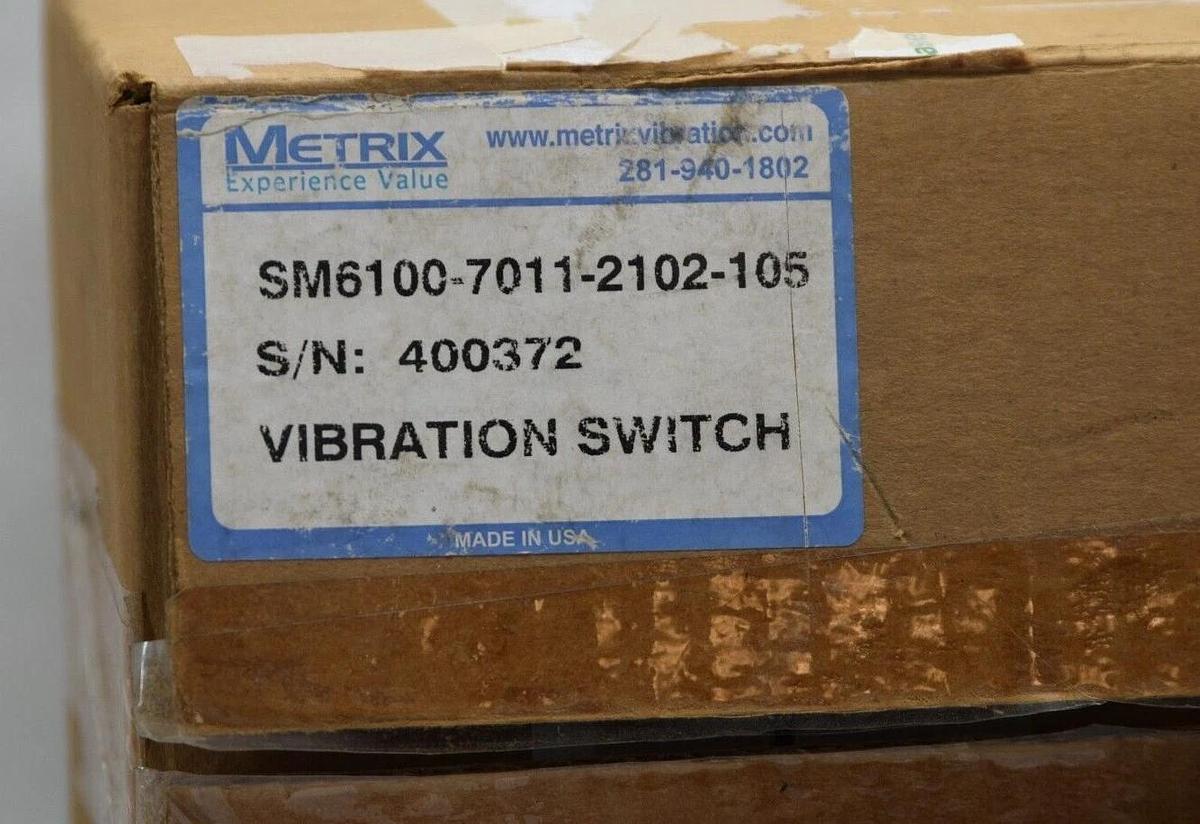 METRIX
Experience Value
www.metrixvibration.com
281-940-1802
SM6100-7011-2102-105
S/N: 400372
VIBRATION SWITCH
MADE IN USA